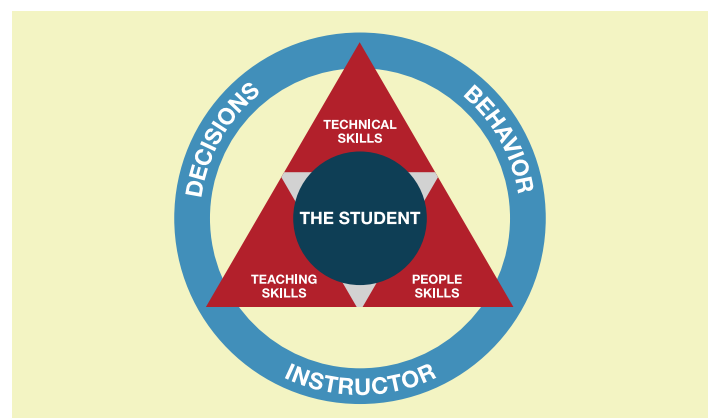 DECISIONS
BEHAVIOR
TECHNICAL
SKILLS
THE STUDENT
TEACHING
SKILLS
PEOPLE
SKILLS
INSTRUCTOR